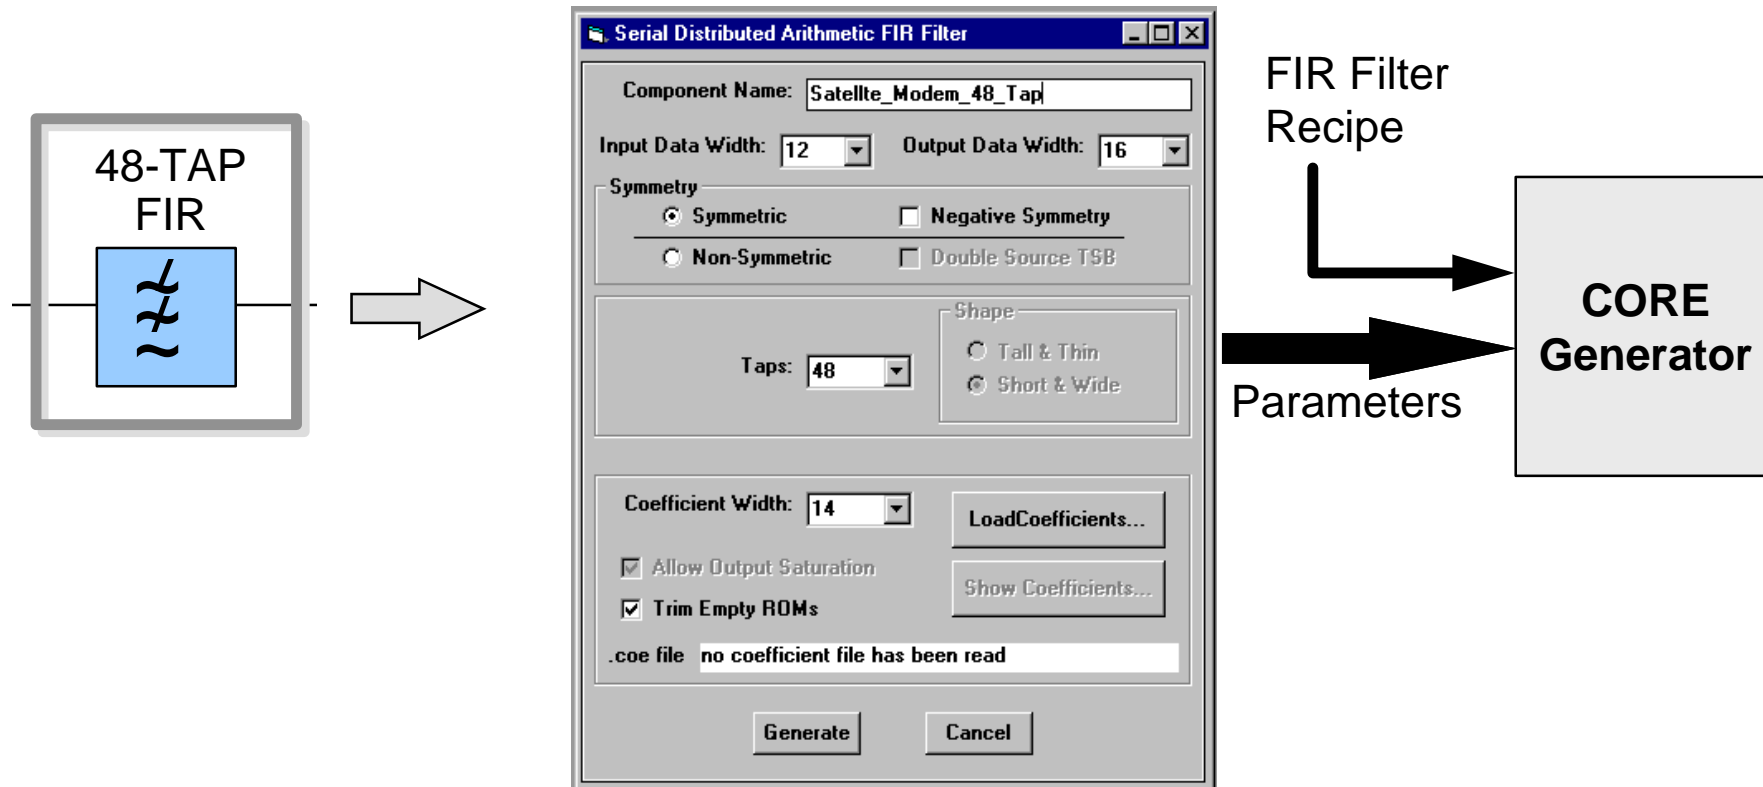 48-TAP
FIR
Serial Distributed Arithmetic FIR Filter
Component Name: Satellte_Modem_48_Tap
Input Data Width: 12 Output Data Width: 16
Symmetry
Symmetric Negative Symmetry
Non-Symmetric Double Source TSB
Shape
Tall & Thin
Taps: 48
Short & Wide
Coefficient Width: 14
LoadCoefficients...
Allow Output Saturation
Show Coefficients...
Trim Empty ROMs
.coe file no coefficient file has been read
Generate Cancel
FIR Filter
Recipe
Parameters
CORE
Generator